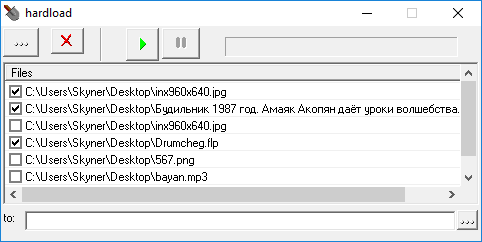 hardload
...
Files
C:\Users\Skyner\Desktop\inx960x640.jpg
C:\Users\Skyner\Desktop\Будильник 1987 год. Амаяк Акопян даёт уроки волшебства.
C:\Users\Skyner\Desktop\inx960x640.jpg
C:\Users\Skyner\Desktop\Drumcheg.flp
C:\Users\Skyner\Desktop\567.png
C:\Users\Skyner\Desktop\bayan.mp3
to: ...